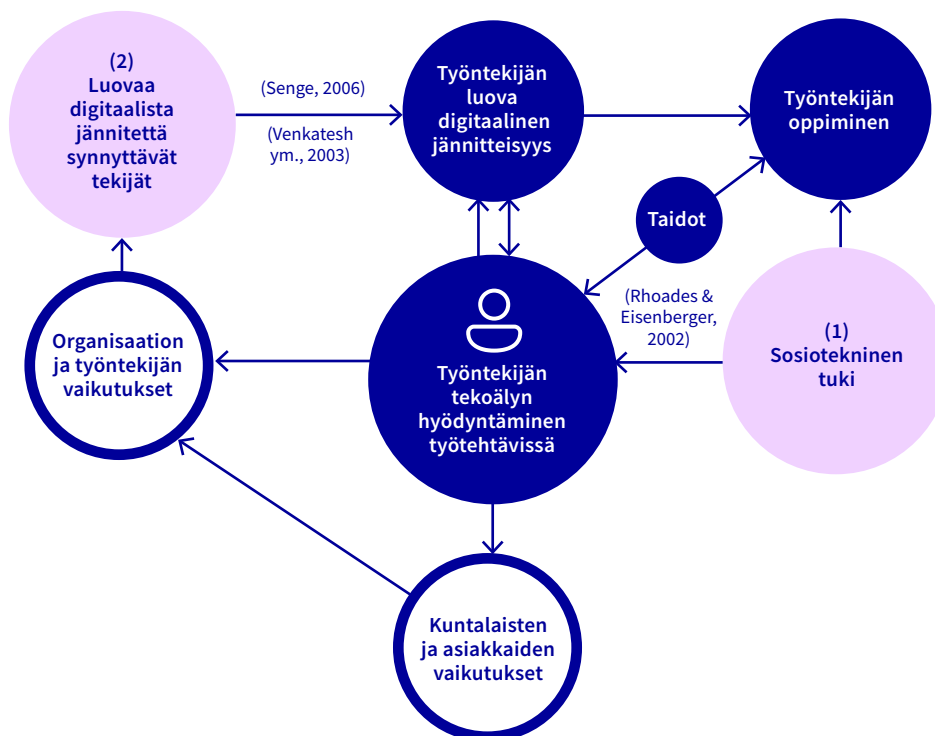 (2)
Luovaa
digitaalista
jännitettä
synnyttävät
tekijät
(Senge, 2006)
(Venkatesh
ym., 2003)
Työntekijän
luova
digitaalinen
jännitteisyys
Työntekijän
oppiminen
Taidot
(Rhoades &
Eisenberger,
2002)
(1)
Sosiotekninen
tuki
Organisaation
ja työntekijän
vaikutukset
Työntekijän
tekoälyn
hyödyntäminen
työtehtävissä
Kuntalaisten
ja asiakkaiden
vaikutukset